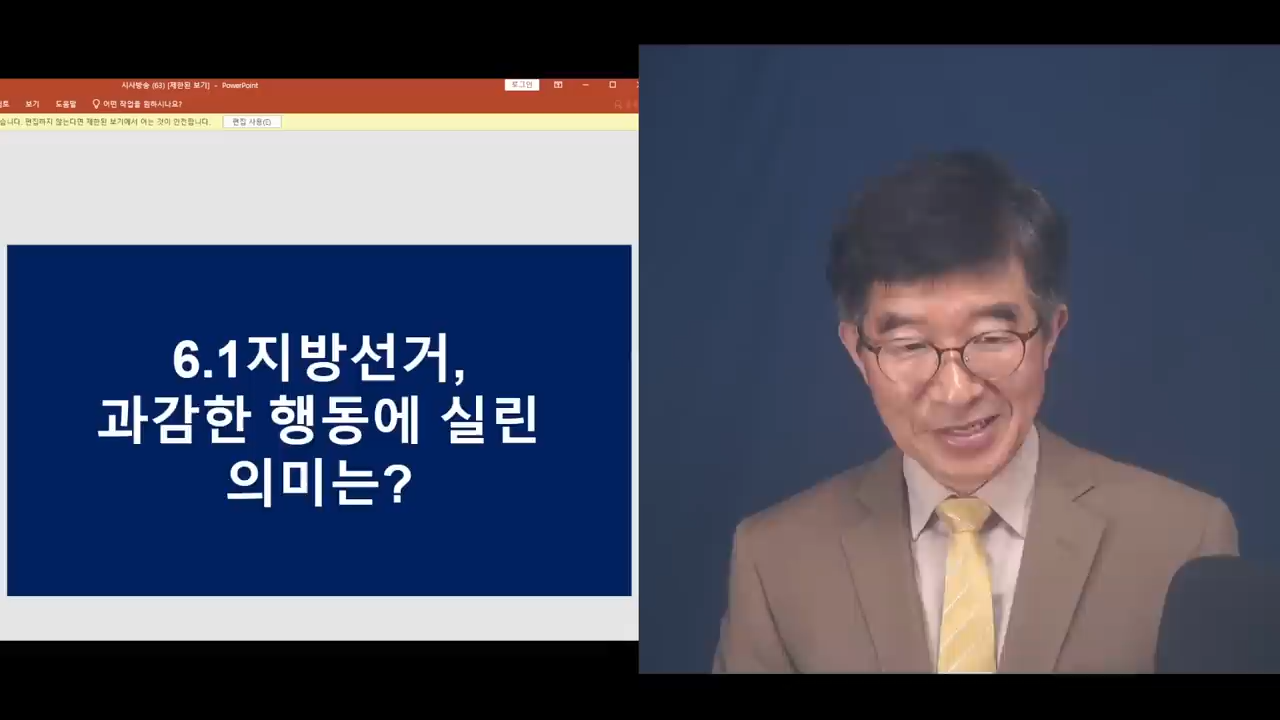 시사방송 (63) [제한된 보기] - PowerPoint
로그인
보기 도움말 어떤 작업을 원하시나요?
편집하지 않는다면 제한된 보기에서 여는 것이 안전합니다. 편집 사용(E)
6.1지방선거,
과감한 행동에 실린
의미는?